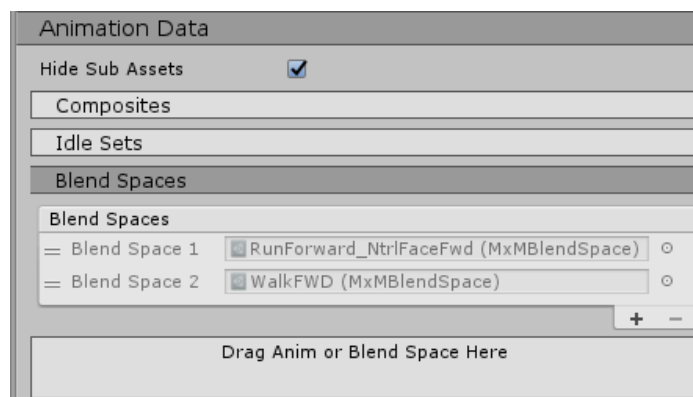 Animation Data
Hide Sub Assets
Composites
Idle Sets
Blend Spaces
Blend Spaces
= Blend Space 1 RunForward_NtrlFaceFwd (MxMBlendSpace)
= Blend Space 2 WalkFWD (MxMBlendSpace)
+ −
Drag Anim or Blend Space Here